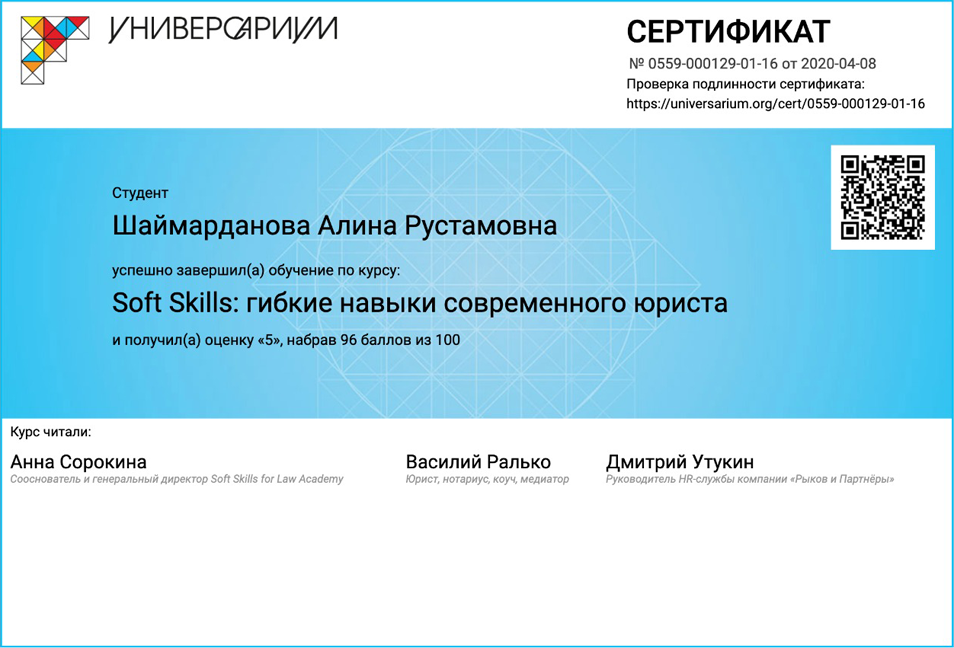 УНИВЕРСАРИУМ
СЕРТИФИКАТ
№ 0559-000129-01-16 от 2020-04-08
Проверка подлинности сертификата:
https://universarium.org/cert/0559-000129-01-16
Студент
Шаймарданова Алина Рустамовна
успешно завершил(а) обучение по курсу:
Soft Skills: гибкие навыки современного юриста
и получил(а) оценку «5», набрав 96 баллов из 100
Курс читали:
Анна Сорокина
Сооснователь и генеральный директор Soft Skills for Law Academy
Василий Ралько
Юрист, нотариус, коуч, медиатор
Дмитрий Утукин
Руководитель HR-службы компании «Рыков и Партнёры»